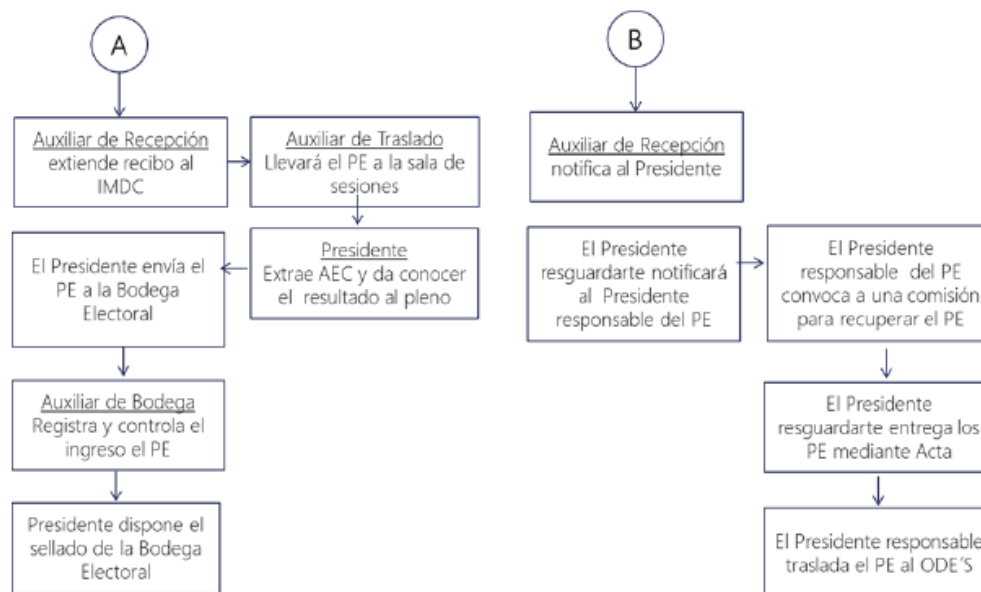 A
Auxiliar de Recepción
extiende recibo al
IMDC
Auxiliar de Traslado
Llevará el PE a la sala de
sesiones
Presidente
Extrae AEC y da conocer
el resultado al pleno
El Presidente envía el
PE a la Bodega
Electoral
Auxiliar de Bodega
Registra y controla el
ingreso el PE
Presidente dispone el
sellado de la Bodega
Electoral
B
Auxiliar de Recepción
notifica al Presidente
El Presidente
resguardarte notificará
al Presidente
responsable del PE
El Presidente
responsable del PE
convoca a una comisión
para recuperar el PE
El Presidente
resguardarte entrega los
PE mediante Acta
El Presidente responsable
traslada el PE al ODE´S